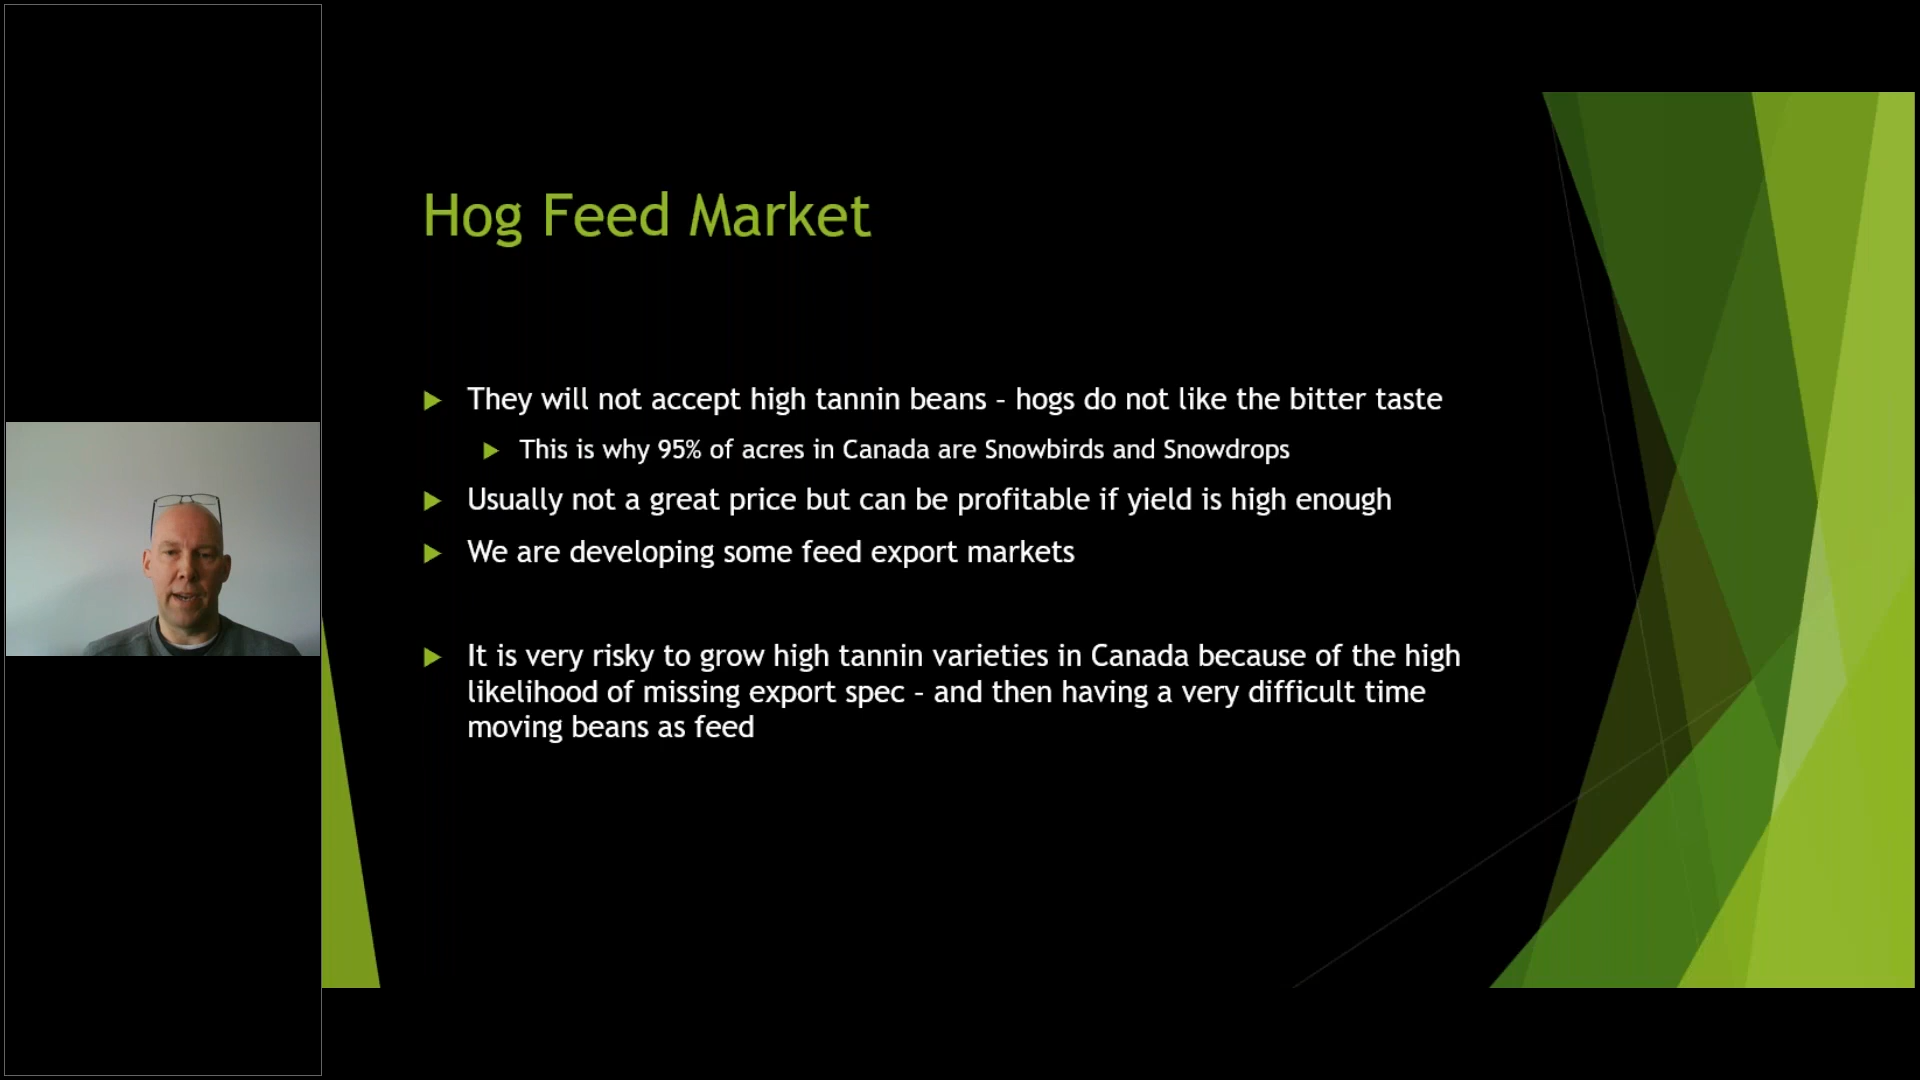 Hog Feed Market
They will not accept high tannin beans – hogs do not like the bitter taste
This is why 95% of acres in Canada are Snowbirds and Snowdrops
Usually not a great price but can be profitable if yield is high enough
We are developing some feed export markets
It is very risky to grow high tannin varieties in Canada because of the high
likelihood of missing export spec – and then having a very difficult time
moving beans as feed